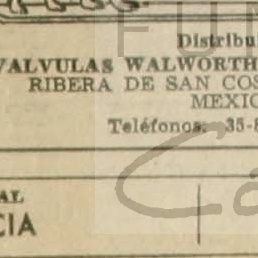 Distribu
VALVULAS WALWORTH
RIBERA DE SAN COS
MEXIC
Teléfonos: 35-8
AL
CIA